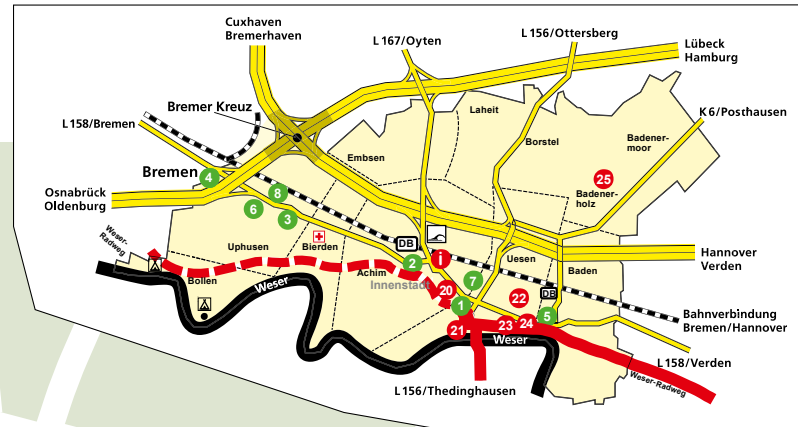 Cuxhaven
Bremerhaven
L 167/Oyten
L 156/Ottersberg
Lübeck
Hamburg
Bremer Kreuz
L 158/Bremen
Laheit
K 6/Posthausen
Borstel
Badener-
moor
Embsen
Bremen
4
25
Osnabrück
Oldenburg
8
Badener-
holz
6
3
Weser-
Radweg
Uphusen
Bierden
DB
i
Uesen
Hannover
Verden
2
Achim
Innenstadt
Baden
Bollen
Weser
7
20
22
DB
1
5
Bahnverbindung
Bremen/Hannover
21
23
24
Weser
L 158/Verden
Weser-Radweg
L 156/Thedinghausen